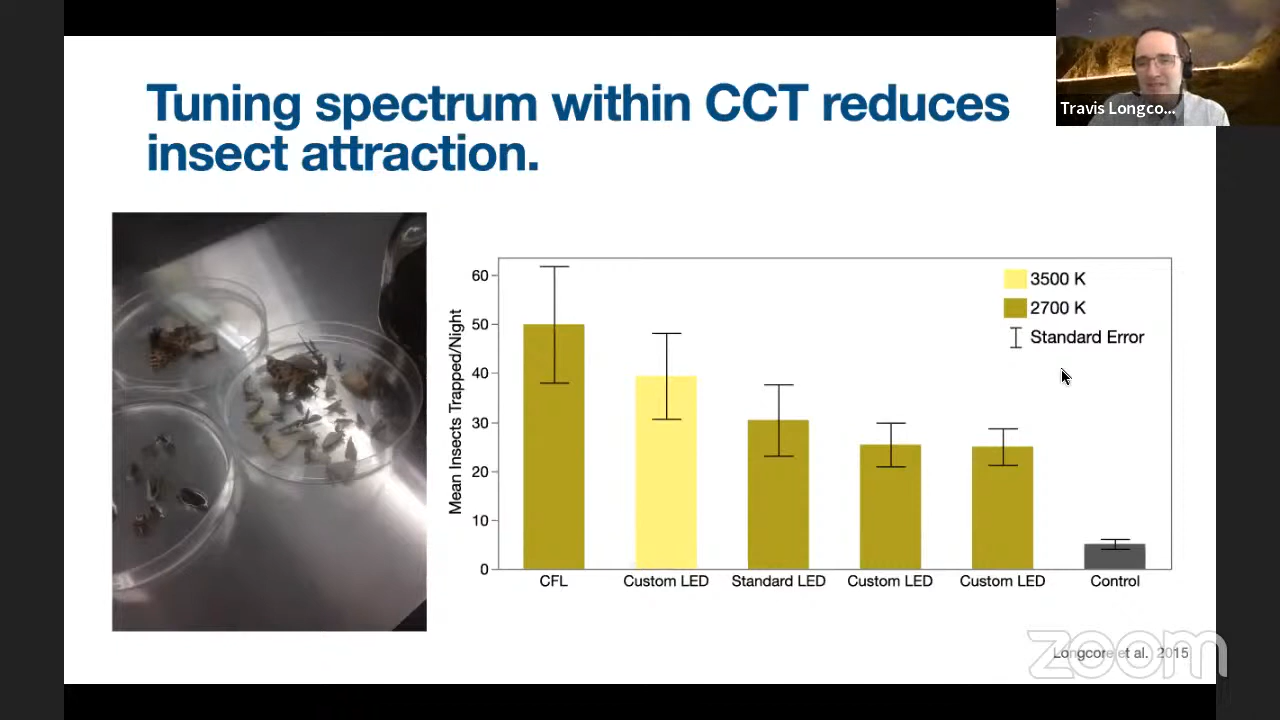 Travis Longco...
Tuning spectrum within CCT reduces
insect attraction.
Mean Insects Trapped/Night
60
50
40
30
20
10
0
3500 K
2700 K
Standard Error
CFL
Custom LED
Standard LED
Custom LED
Custom LED
Control
Longcore et al. 2015
zoom